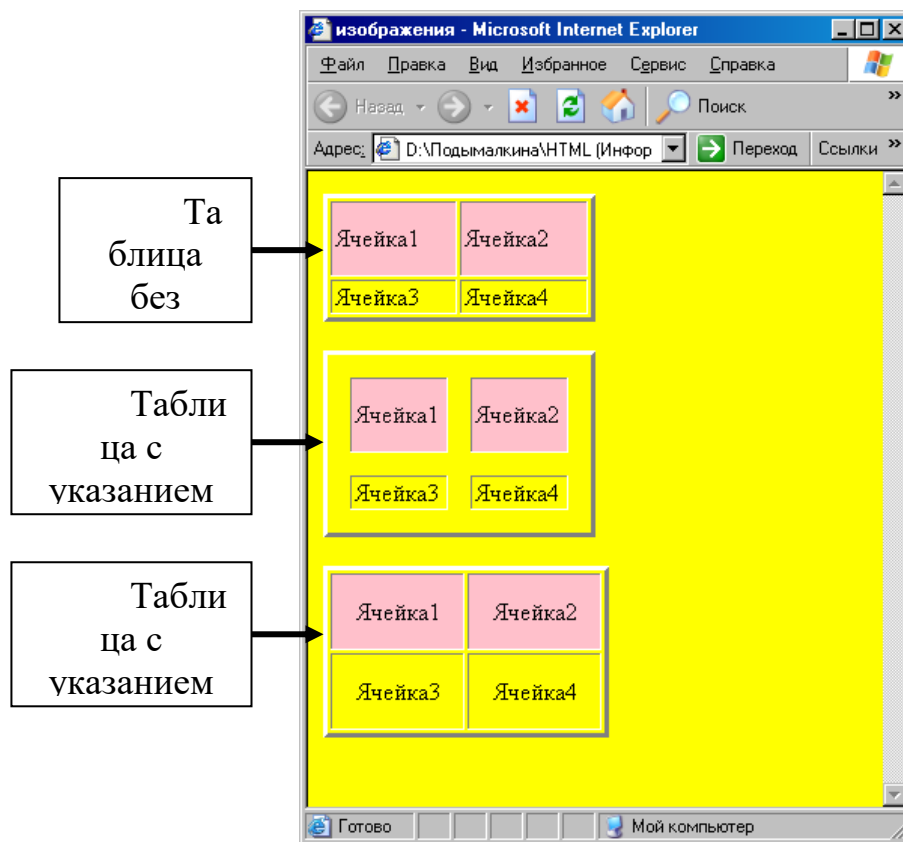 изображения - Microsoft Internet Explorer
Файл Правка Вид Избранное Сервис Справка
Назад Поиск »
Адрес: D:\Подымалкина\HTML (Инфор Переход Ссылки »
Та
блица
без
Ячейка1 Ячейка2
Ячейка3 Ячейка4
Табли
ца с
указанием
Ячейка1 Ячейка2
Ячейка3 Ячейка4
Табли
ца с
указанием
Ячейка1 Ячейка2
Ячейка3 Ячейка4
Готово Мой компьютер